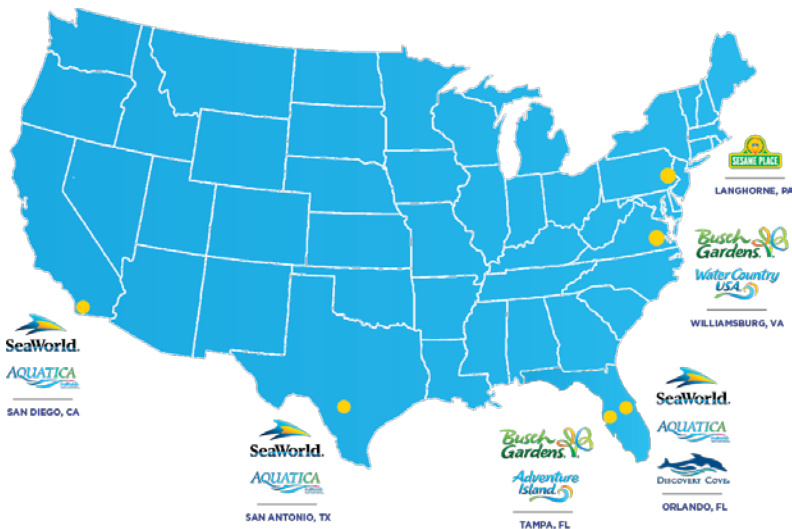 SESAME PLACE
LANGHORNE, PA
Busch
Gardens.
Water Country
USA
WILLIAMSBURG, VA
SeaWorld.
AQUATICA
SAN DIEGO, CA
SeaWorld.
AQUATICA
SAN ANTONIO, TX
Busch
Gardens.
Adventure
Island
TAMPA, FL
SeaWorld.
AQUATICA
DISCOVERY COVE
ORLANDO, FL